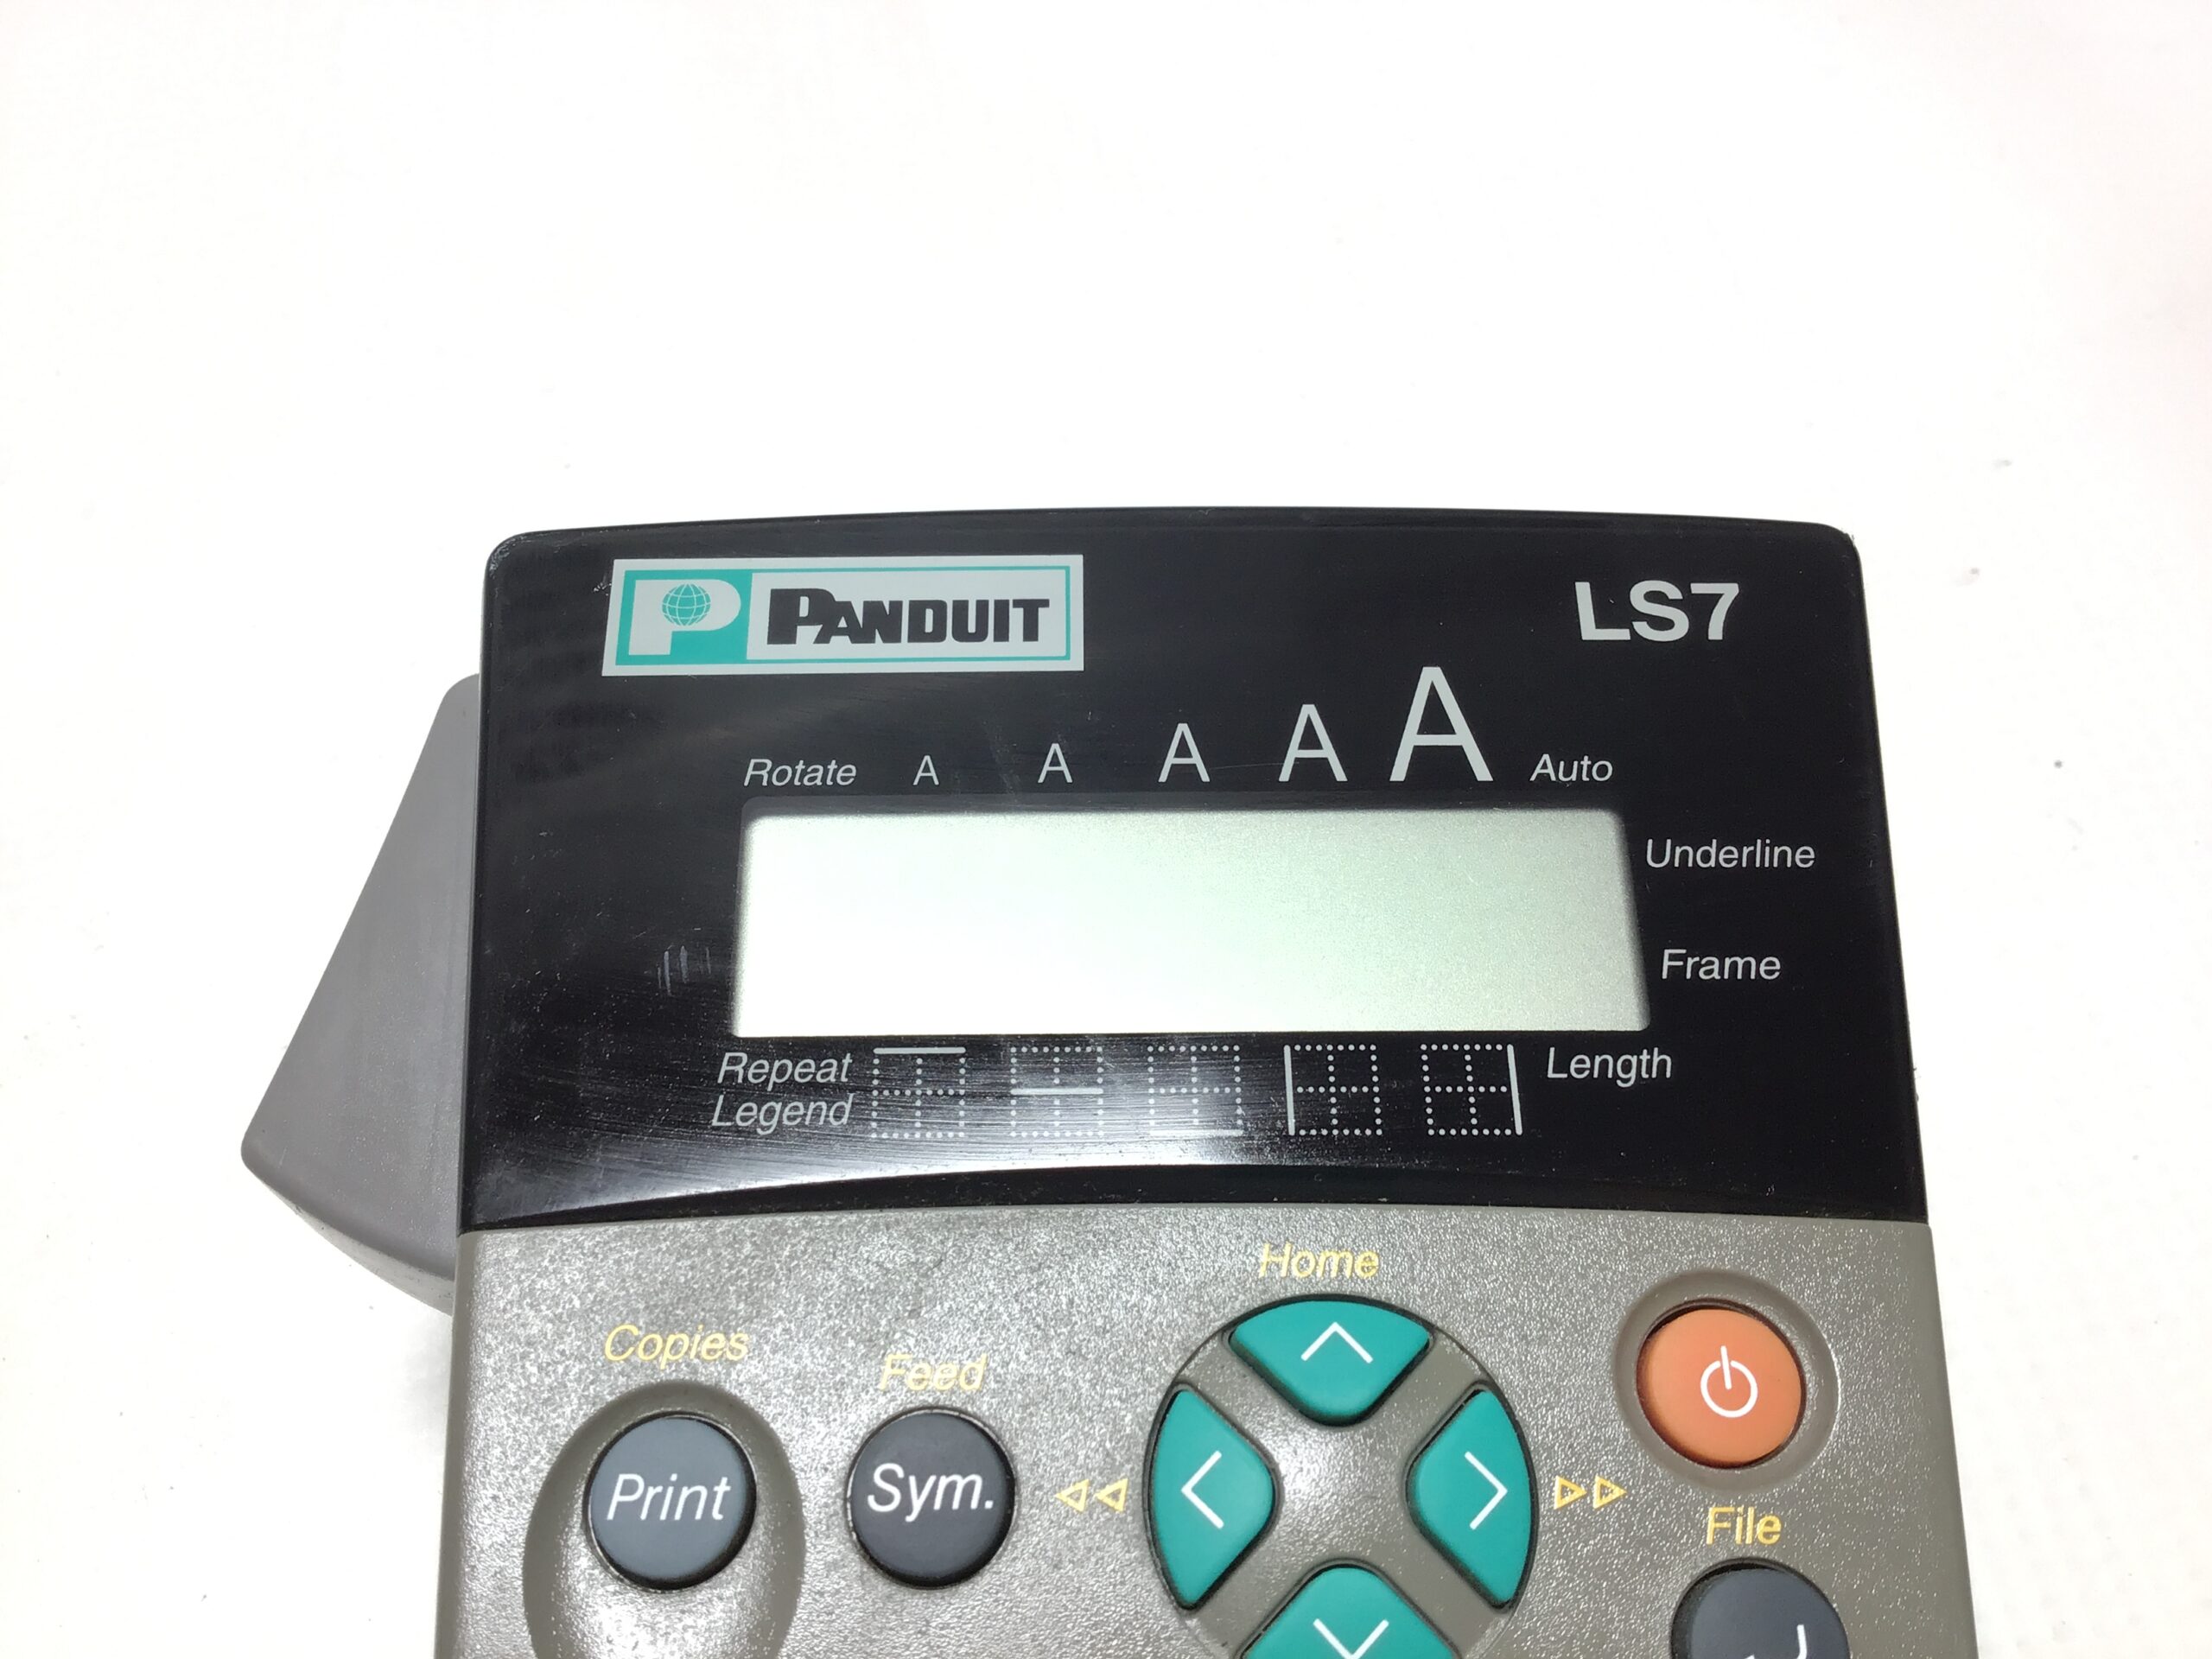 P PANDUIT
LS7
Rotate A A A A A Auto
Underline
Frame
Repeat
Legend
Length
Home
Copies
Feed
Print
Sym.
File